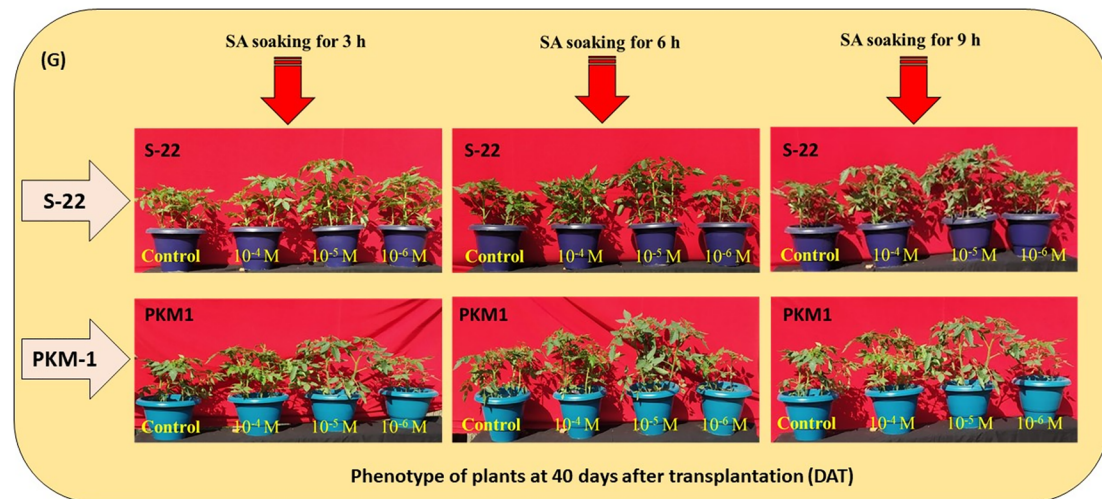 (G)
SA soaking for 3 h
SA soaking for 6 h
SA soaking for 9 h
S-22
S-22
Control 10⁻⁴ M 10⁻⁵ M 10⁻⁶ M
S-22
Control 10⁻⁴ M 10⁻⁵ M 10⁻⁶ M
S-22
Control 10⁻⁴ M 10⁻⁵ M 10⁻⁶ M
PKM-1
PKM1
Control 10⁻⁴ M 10⁻⁵ M 10⁻⁶ M
PKM1
Control 10⁻⁴ M 10⁻⁵ M 10⁻⁶ M
PKM1
Control 10⁻⁴ M 10⁻⁵ M 10⁻⁶ M
Phenotype of plants at 40 days after transplantation (DAT)